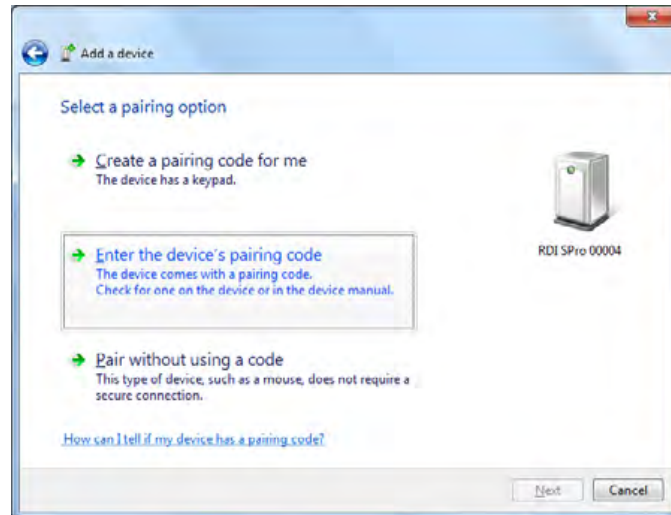 Add a device
Select a pairing option
Create a pairing code for me
The device has a keypad.
Enter the device's pairing code
The device comes with a pairing code.
Check for one on the device or in the device manual.
RDI SPro 00004
Pair without using a code
This type of device, such as a mouse, does not require a
secure connection.
How can I tell if my device has a pairing code?
Next
Cancel